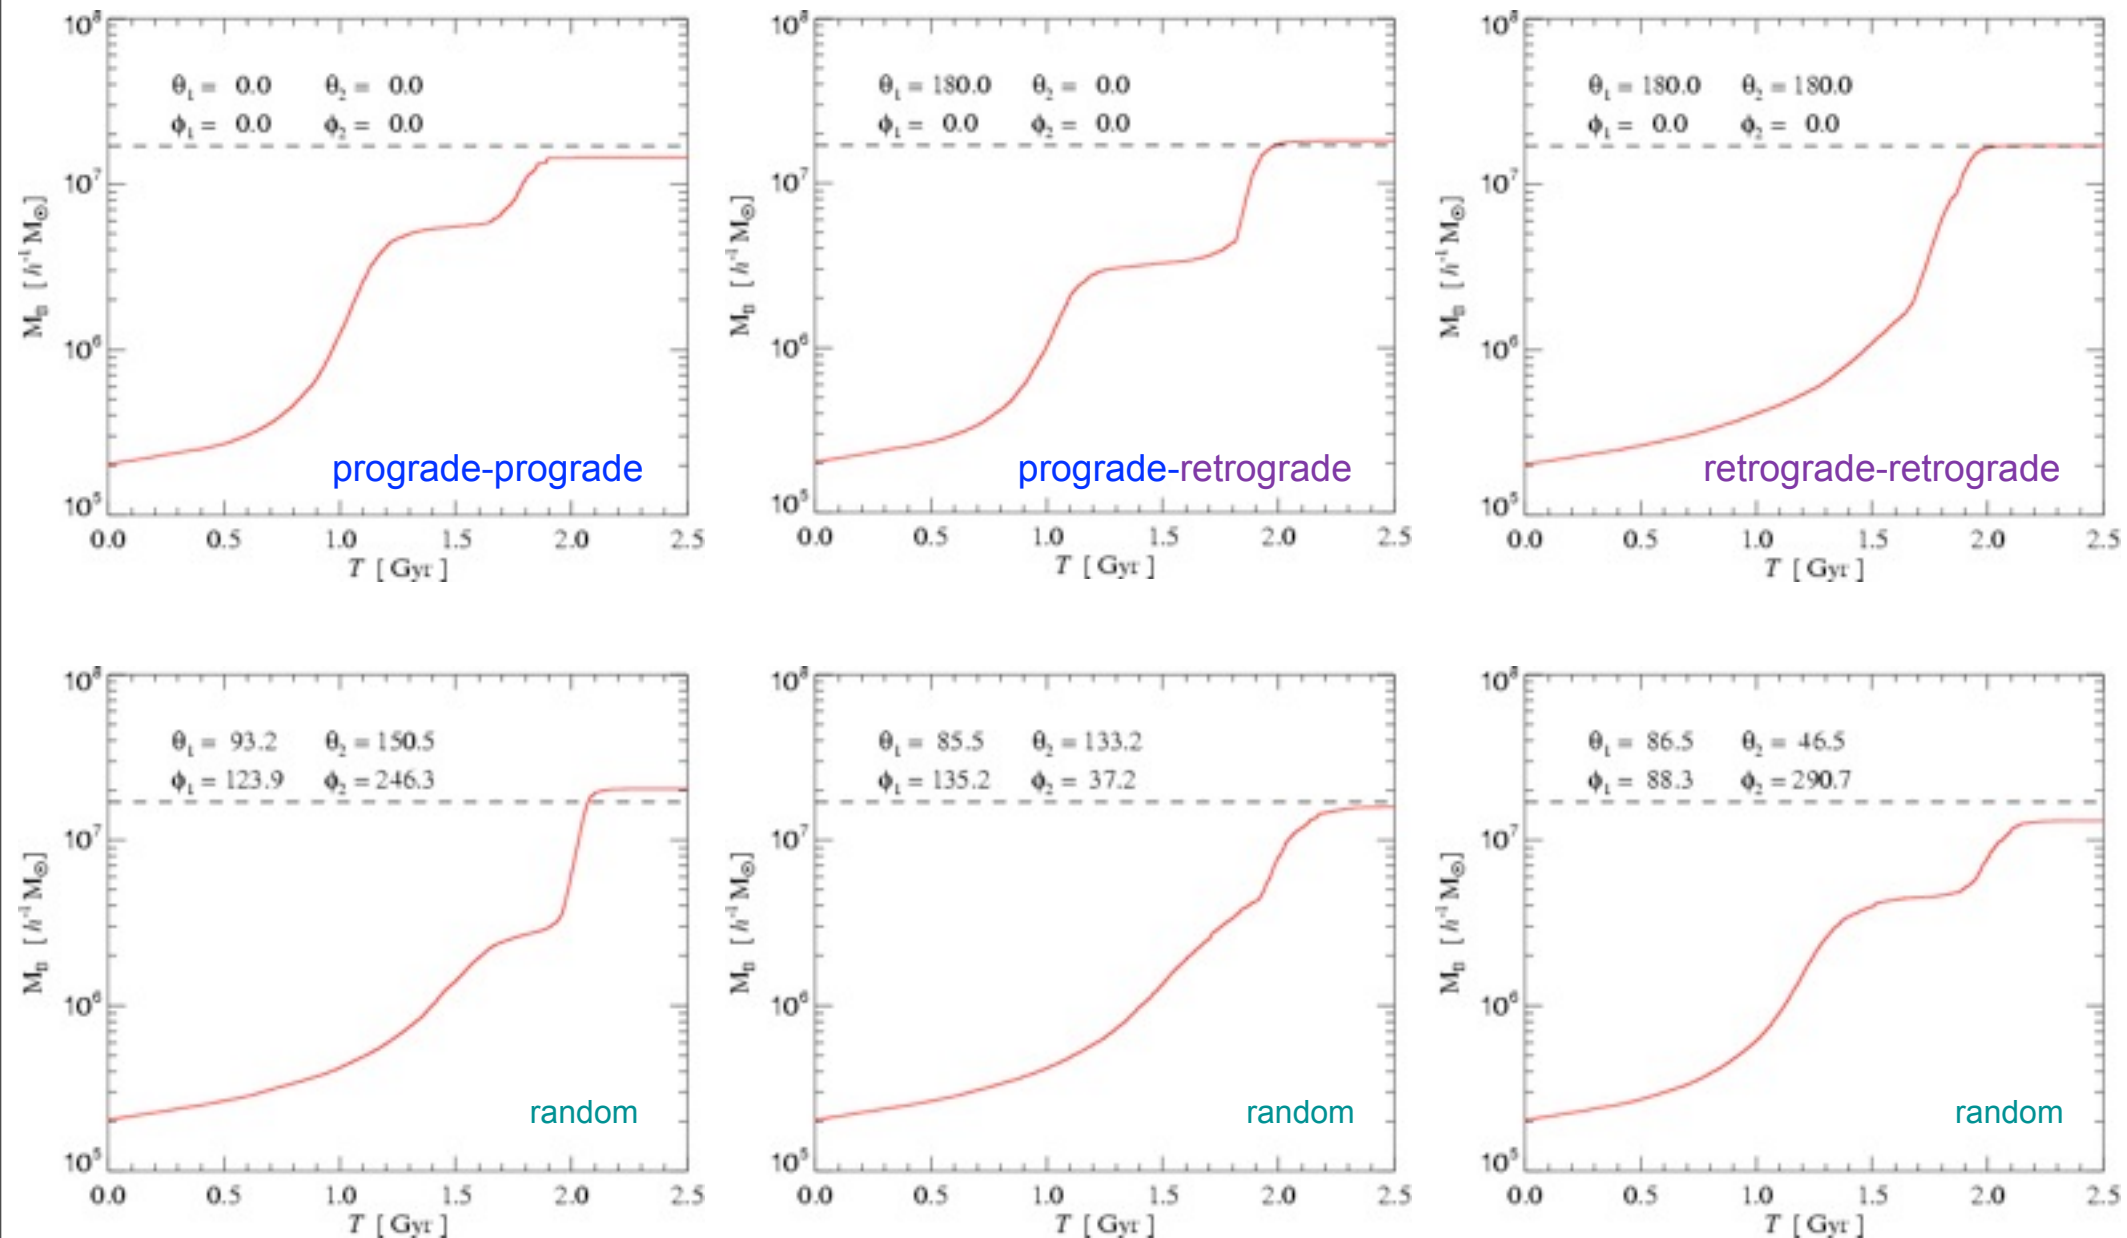 10⁸
10⁷
10⁶
10⁵
M_B [ h⁻¹ M☉ ]
θ₁ = 0.0 θ₂ = 0.0
ϕ₁ = 0.0 ϕ₂ = 0.0
prograde-prograde
0.0 0.5 1.0 1.5 2.0 2.5
T [ Gyr ]
10⁸
10⁷
10⁶
10⁵
M_B [ h⁻¹ M☉ ]
θ₁ = 180.0 θ₂ = 0.0
ϕ₁ = 0.0 ϕ₂ = 0.0
prograde-retrograde
0.0 0.5 1.0 1.5 2.0 2.5
T [ Gyr ]
10⁸
10⁷
10⁶
10⁵
M_B [ h⁻¹ M☉ ]
θ₁ = 180.0 θ₂ = 180.0
ϕ₁ = 0.0 ϕ₂ = 0.0
retrograde-retrograde
0.0 0.5 1.0 1.5 2.0 2.5
T [ Gyr ]
10⁸
10⁷
10⁶
10⁵
M_B [ h⁻¹ M☉ ]
θ₁ = 93.2 θ₂ = 150.5
ϕ₁ = 123.9 ϕ₂ = 246.3
random
0.0 0.5 1.0 1.5 2.0 2.5
T [ Gyr ]
10⁸
10⁷
10⁶
10⁵
M_B [ h⁻¹ M☉ ]
θ₁ = 85.5 θ₂ = 133.2
ϕ₁ = 135.2 ϕ₂ = 37.2
random
0.0 0.5 1.0 1.5 2.0 2.5
T [ Gyr ]
10⁸
10⁷
10⁶
10⁵
M_B [ h⁻¹ M☉ ]
θ₁ = 86.5 θ₂ = 46.5
ϕ₁ = 88.3 ϕ₂ = 290.7
random
0.0 0.5 1.0 1.5 2.0 2.5
T [ Gyr ]